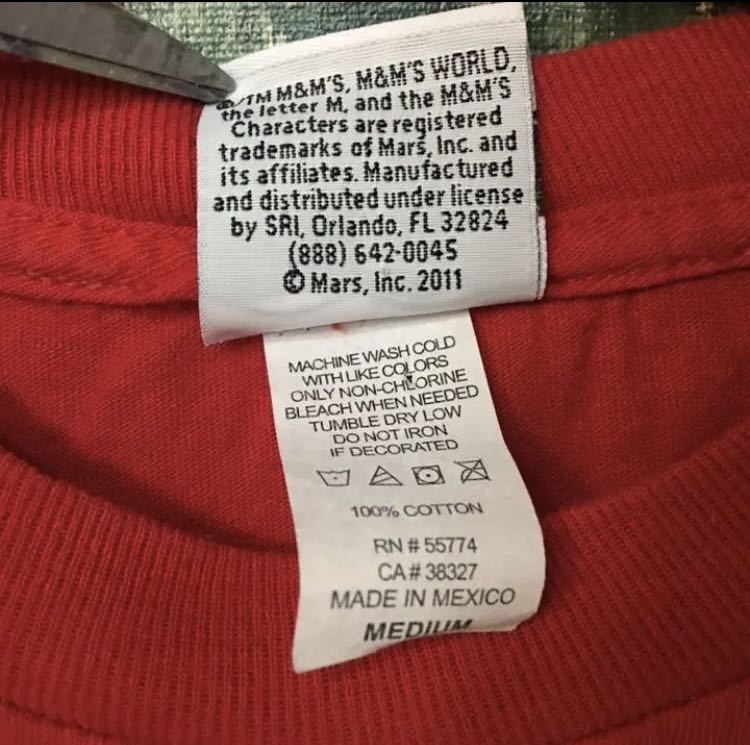 ®/TM M&M'S, M&M'S WORLD,
the letter M, and the M&M'S
Characters are registered
trademarks of Mars, Inc. and
its affiliates. Manufactured
and distributed under license
by SRI, Orlando, FL 32824
(888) 642-0045
© Mars, Inc. 2011
MACHINE WASH COLD
WITH LIKE COLORS
ONLY NON-CHLORINE
BLEACH WHEN NEEDED
TUMBLE DRY LOW
DO NOT IRON
IF DECORATED
100% COTTON
RN # 55774
CA # 38327
MADE IN MEXICO
MEDIUM